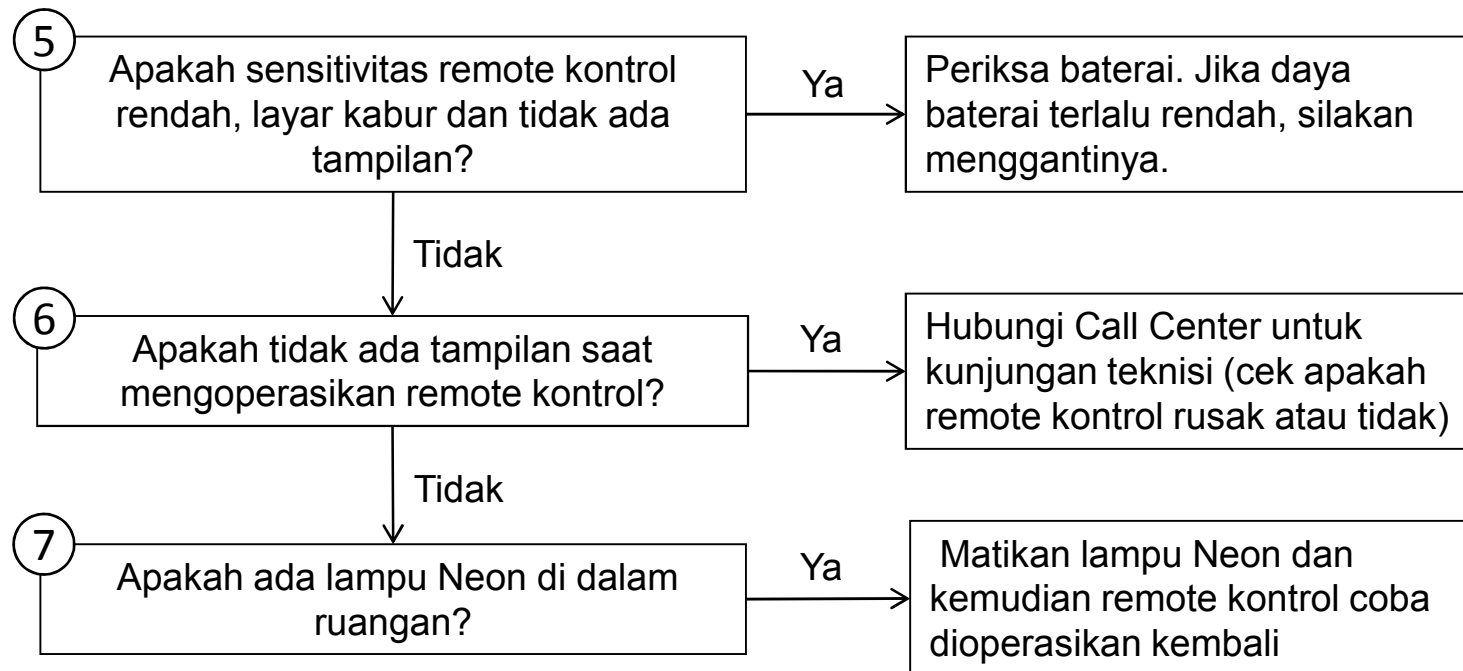 5
Apakah sensitivitas remote kontrol
rendah, layar kabur dan tidak ada
tampilan?
Ya
Periksa baterai. Jika daya
baterai terlalu rendah, silakan
menggantinya.
Tidak
6
Apakah tidak ada tampilan saat
mengoperasikan remote kontrol?
Ya
Hubungi Call Center untuk
kunjungan teknisi (cek apakah
remote kontrol rusak atau tidak)
Tidak
7
Apakah ada lampu Neon di dalam
ruangan?
Ya
Matikan lampu Neon dan
kemudian remote kontrol coba
dioperasikan kembali